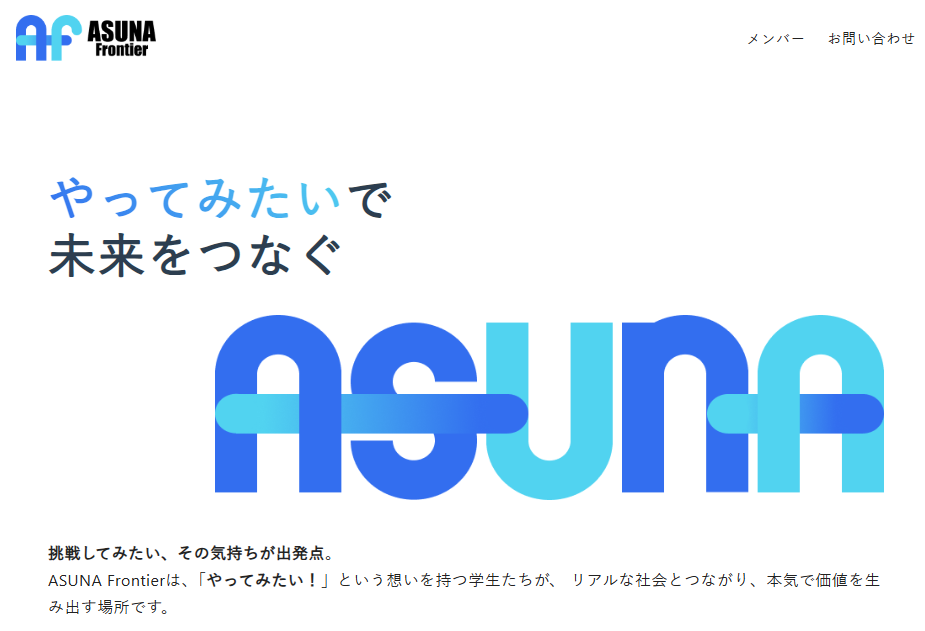 AF ASUNA
Frontier
メンバー お問い合わせ
やってみたいで
未来をつなぐ
ASUNA
挑戦してみたい、その気持ちが出発点。
ASUNA Frontierは、「やってみたい！」という想いを持つ学生たちが、 リアルな社会とつながり、本気で価値を生
み出す場所です。